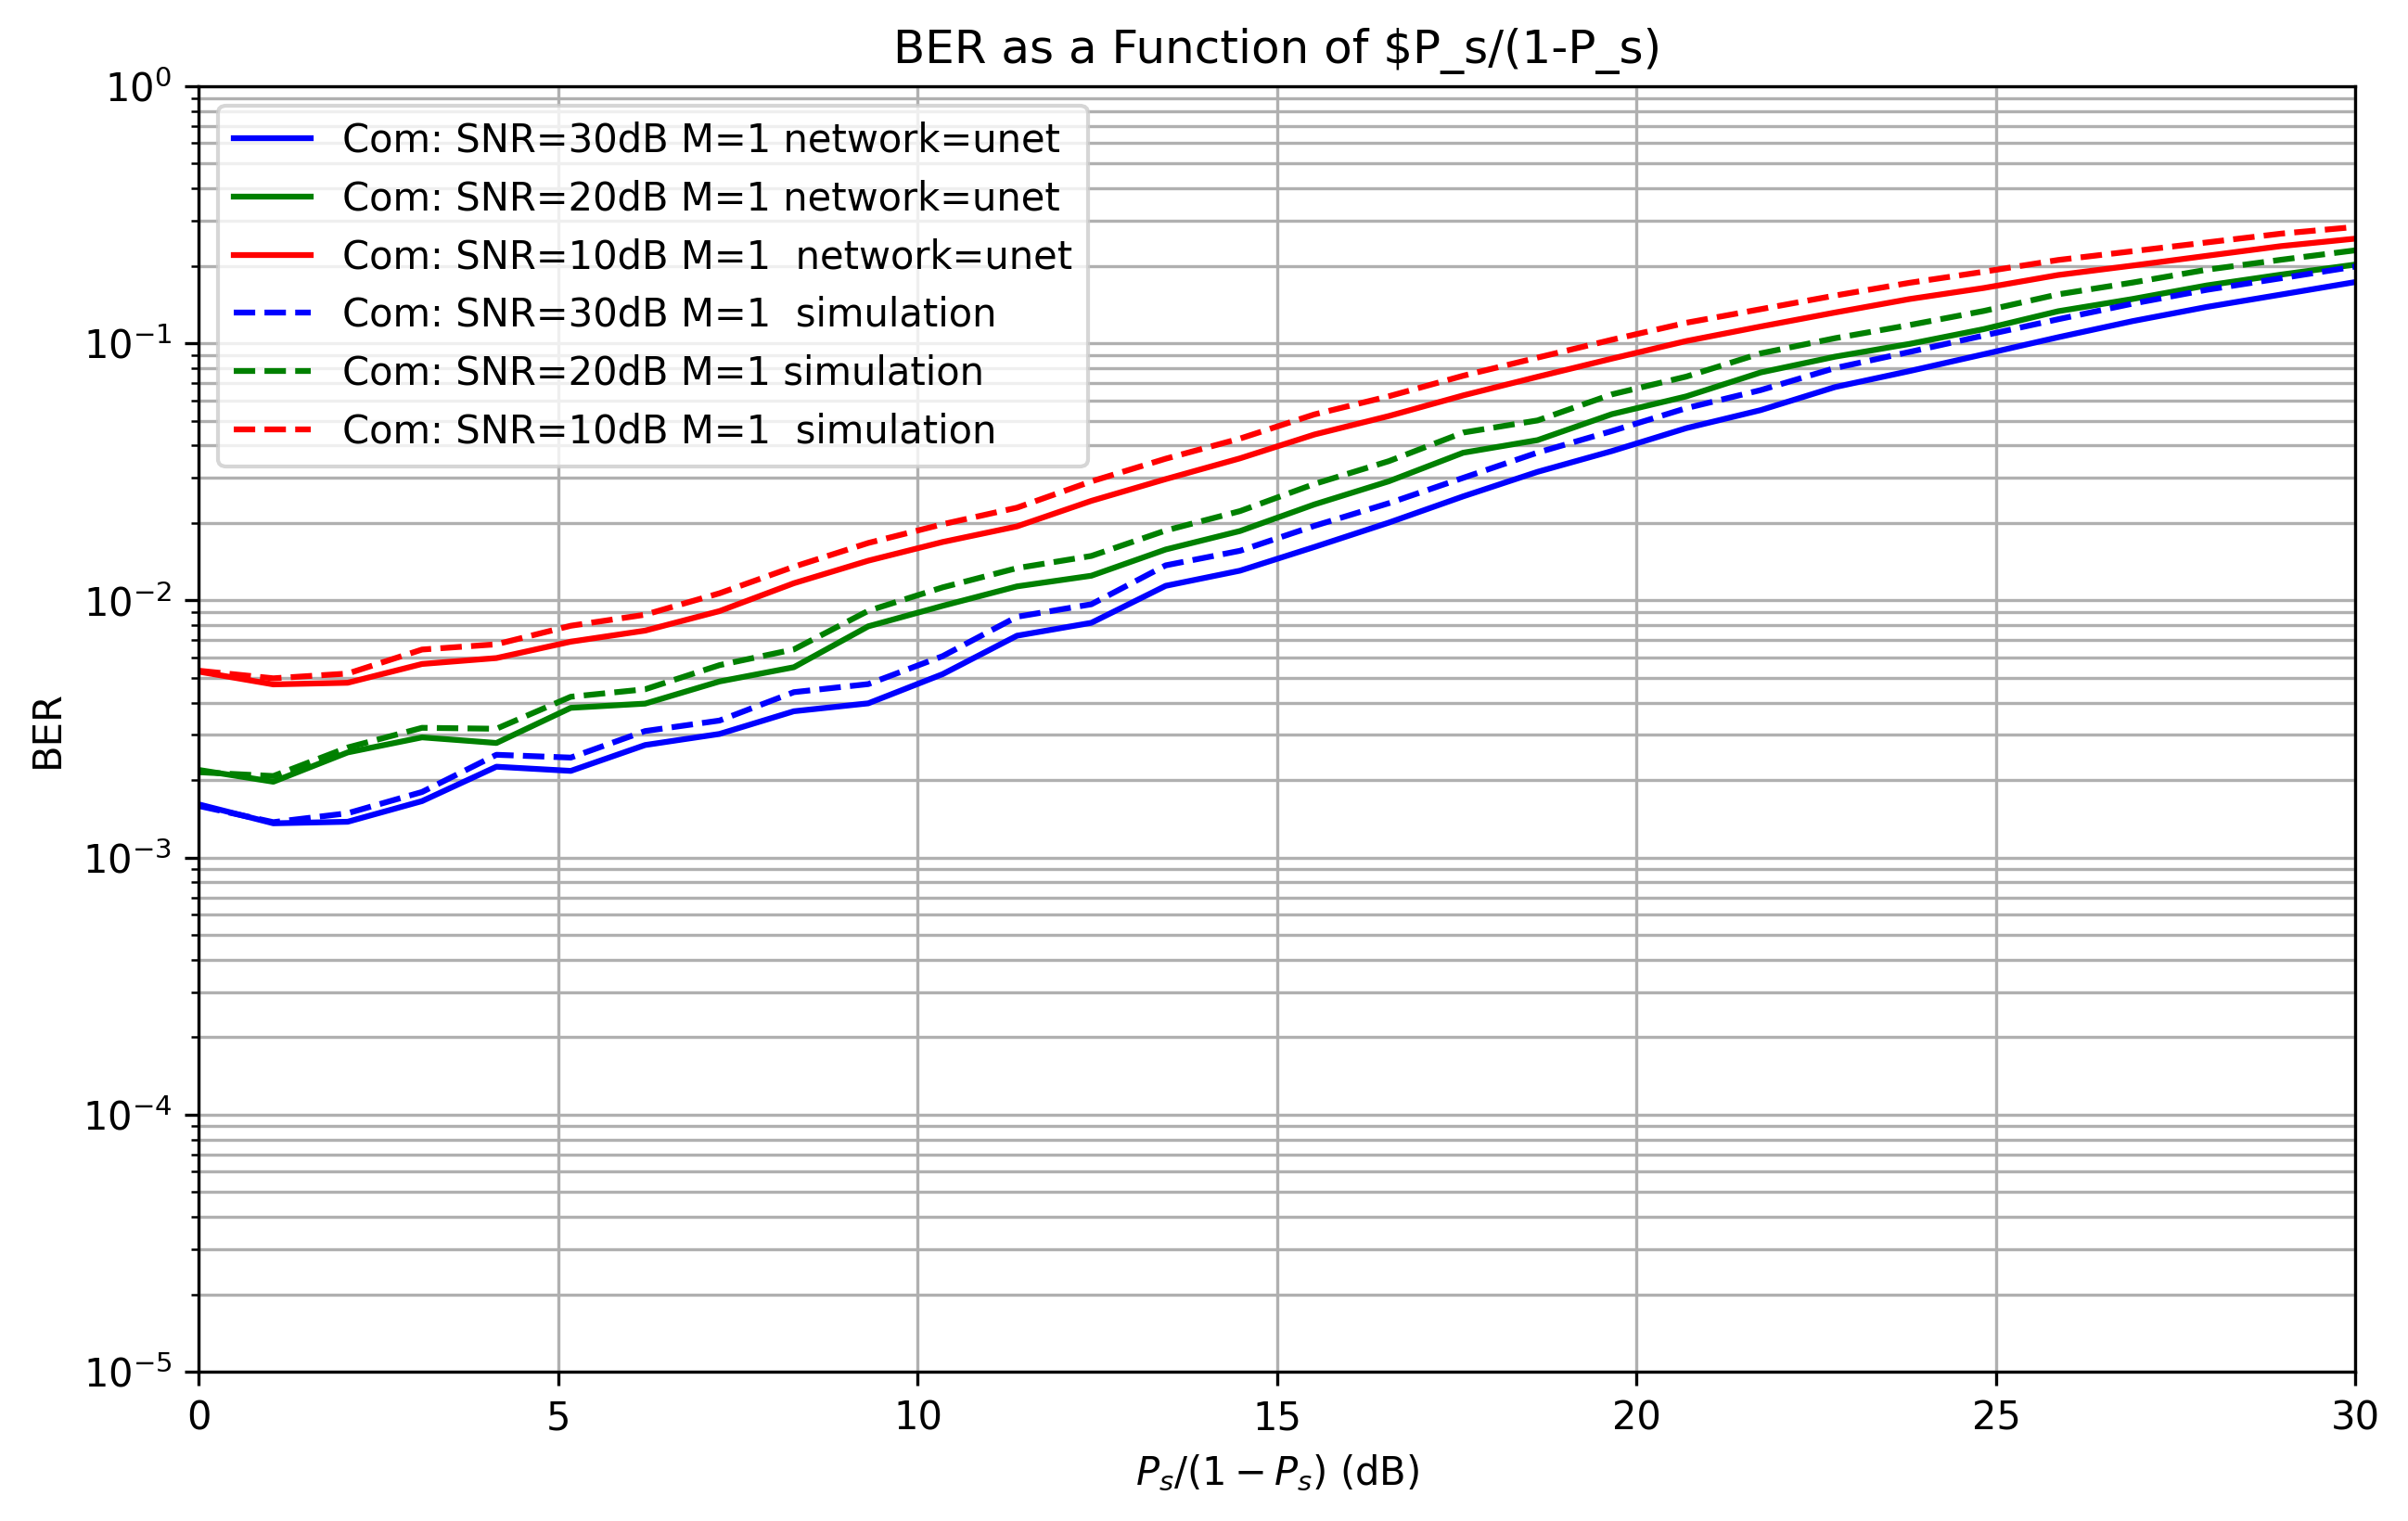 BER as a Function of $P_s/(1-P_s)
10⁰
10⁻¹
10⁻²
10⁻³
10⁻⁴
10⁻⁵
BER
Com: SNR=30dB M=1 network=unet
Com: SNR=20dB M=1 network=unet
Com: SNR=10dB M=1  network=unet
Com: SNR=30dB M=1  simulation
Com: SNR=20dB M=1 simulation
Com: SNR=10dB M=1  simulation
0 5 10 15 20 25 30
Pₛ/(1 − Pₛ) (dB)